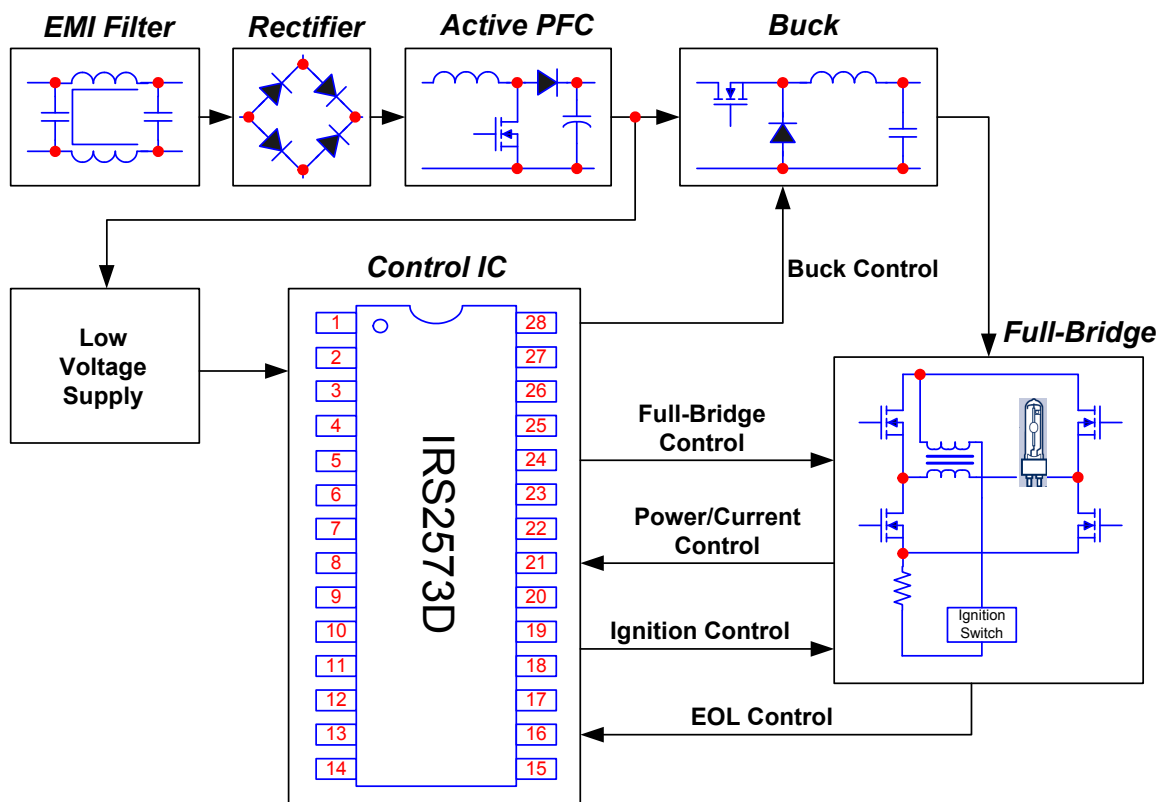 EMI Filter
Rectifier
Active PFC
Buck
Control IC
Buck Control
Low
Voltage
Supply
Full-Bridge
1
2
3
4
5
6
7
8
9
10
11
12
13
14
IRS2573D
28
27
26
25
24
23
22
21
20
19
18
17
16
15
Full-Bridge
Control
Power/Current
Control
Ignition Control
EOL Control
Ignition
Switch